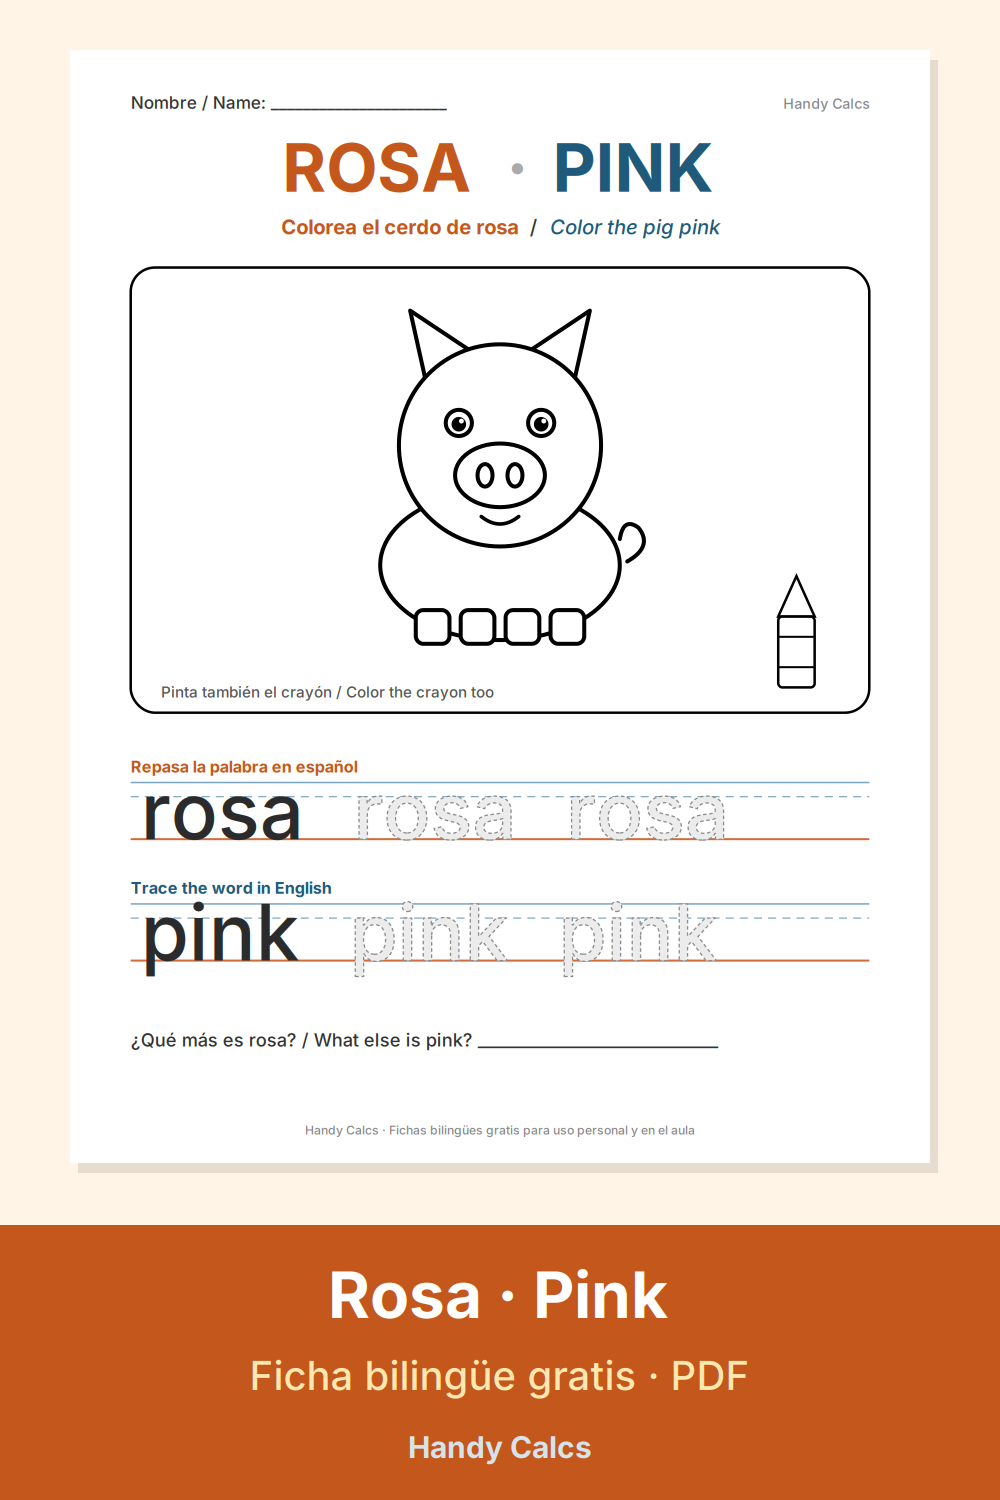 Nombre / Name: ____________________
Handy Calcs
ROSA · PINK
Colorea el cerdo de rosa / Color the pig pink
Pinta también el crayón / Color the crayon too
Repasa la palabra en español
rosa rosa rosa
Trace the word in English
pink pink pink
¿Qué más es rosa? / What else is pink? ________________________
Handy Calcs · Fichas bilingües gratis para uso personal y en el aula
Rosa · Pink
Ficha bilingüe gratis · PDF
Handy Calcs